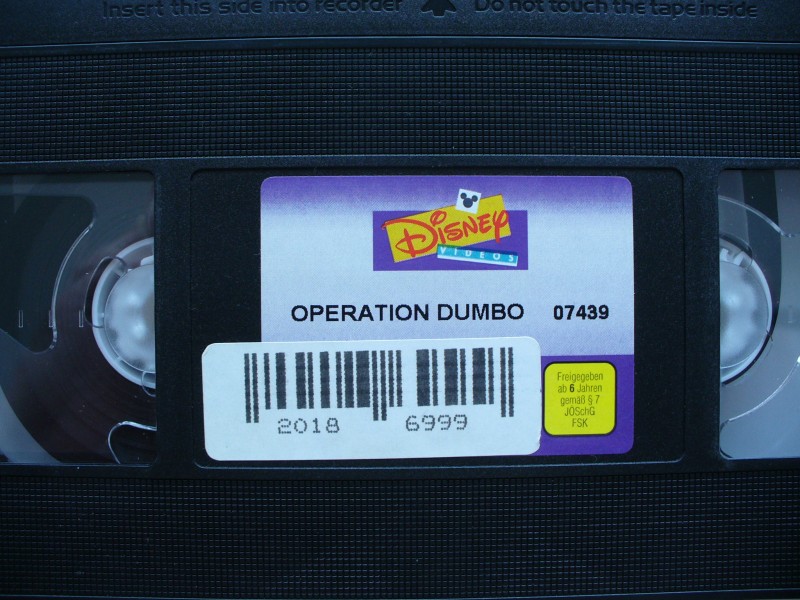 Insert this side into recorder Do not touch the tape inside
DISNEY
VIDEOS
OPERATION DUMBO 07439
2018 6999
Freigegeben
ab 6 Jahren
gemäß § 7
JÖSchG
FSK